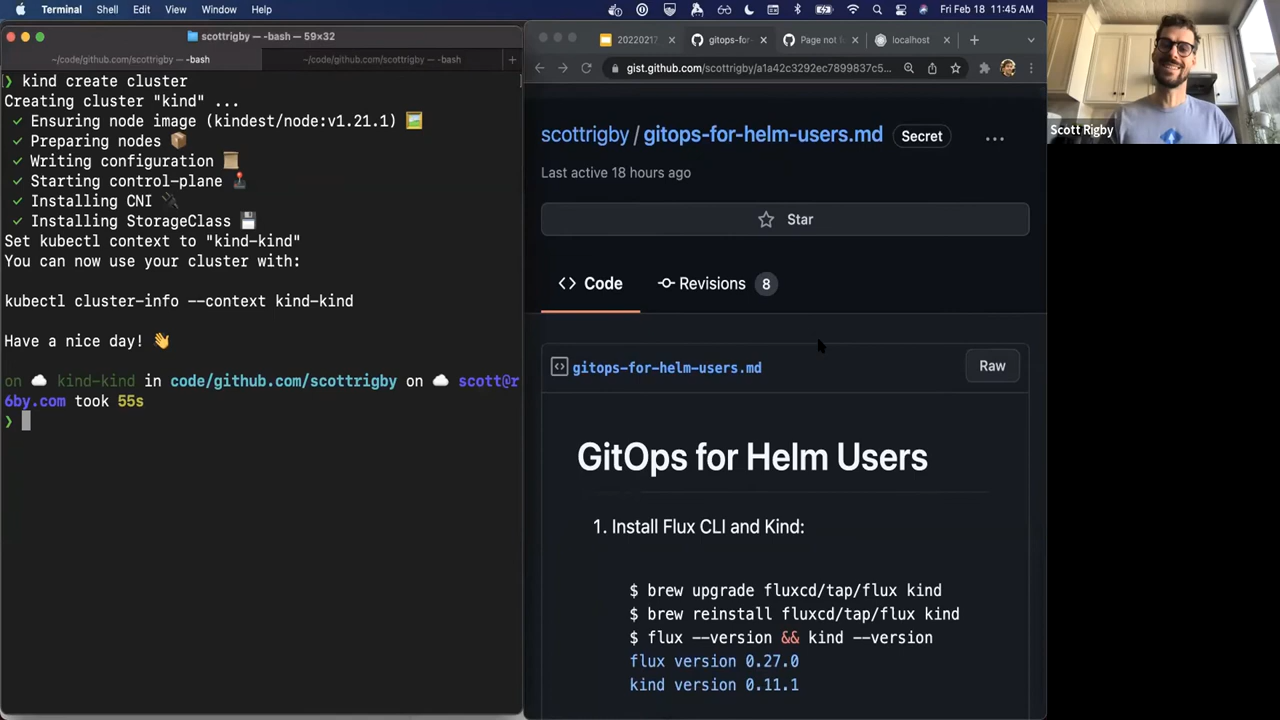 Terminal Shell Edit View Window Help Fri Feb 18 11:45 AM
scottrigby — -bash — 59×32
~/code/github.com/scottrigby — -bash ~/code/github.com/scottrigby — -bash
❯ kind create cluster
Creating cluster "kind" ...
✓ Ensuring node image (kindest/node:v1.21.1) 🖼
✓ Preparing nodes 📦
✓ Writing configuration 📜
✓ Starting control-plane 🕹️
✓ Installing CNI 🔌
✓ Installing StorageClass 💾
Set kubectl context to "kind-kind"
You can now use your cluster with:
kubectl cluster-info --context kind-kind
Have a nice day! 👋
on ☁️ kind-kind in code/github.com/scottrigby on ☁️ scott@r
6by.com took 55s
❯
20220217 gitops-for- Page not f localhost
gist.github.com/scottrigby/a1a42c3292ec7899837c5...
scottrigby / gitops-for-helm-users.md Secret
Last active 18 hours ago
Star
Code Revisions 8
gitops-for-helm-users.md Raw
GitOps for Helm Users
1. Install Flux CLI and Kind:
$ brew upgrade fluxcd/tap/flux kind
$ brew reinstall fluxcd/tap/flux kind
$ flux --version && kind --version
flux version 0.27.0
kind version 0.11.1
Scott Rigby